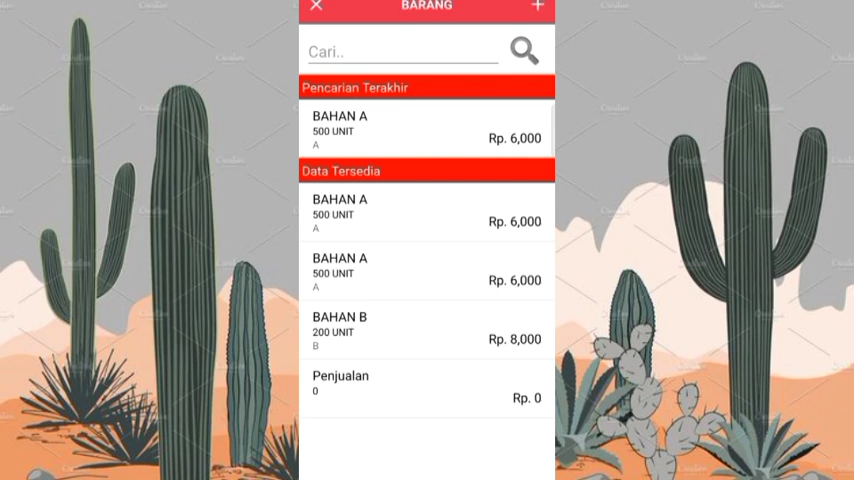 BARANG
Cari..
Pencarian Terakhir
BAHAN A
500 UNIT
A
Rp. 6,000
Data Tersedia
BAHAN A
500 UNIT
A
Rp. 6,000
BAHAN A
500 UNIT
A
Rp. 6,000
BAHAN B
200 UNIT
B
Rp. 8,000
Penjualan
0
Rp. 0